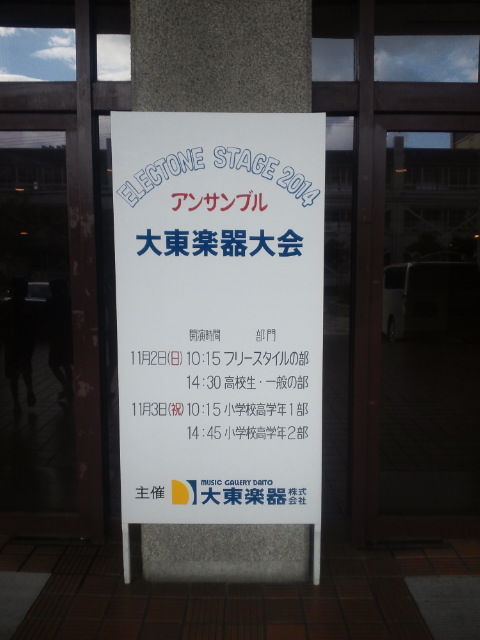 ELECTONE STAGE 2014
アンサンブル
大東楽器大会
開演時間 部門
11月2日(日) 10:15 フリースタイルの部
14:30 高校生・一般の部
11月3日(祝) 10:15 小学校高学年1部
14:45 小学校高学年2部
主催 MUSIC GALLERY DAITO
大東楽器株式会社